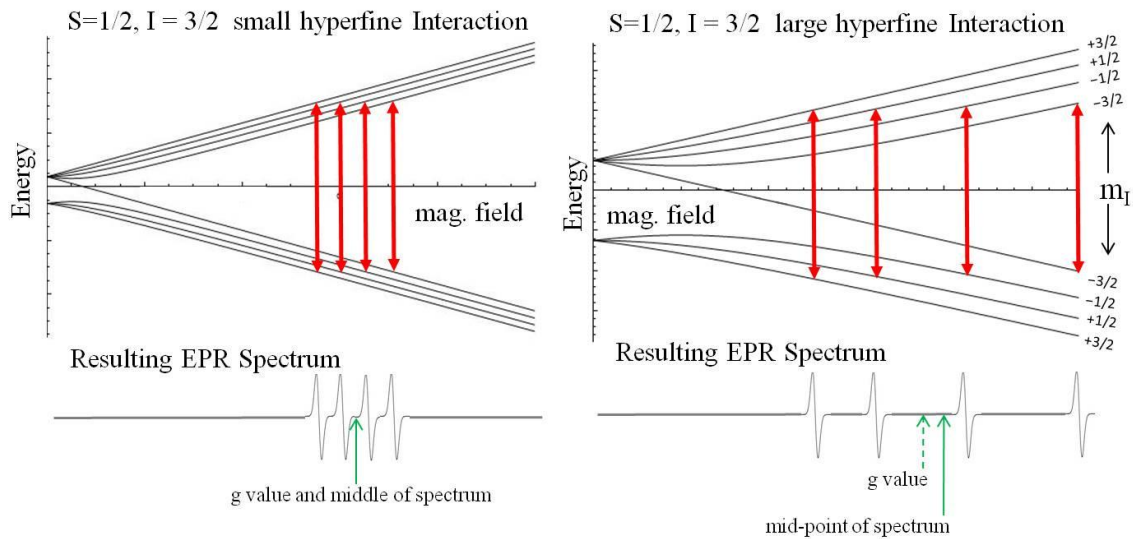 S=1/2, I = 3/2 small hyperfine Interaction
Energy
mag. field
Resulting EPR Spectrum
g value and middle of spectrum
S=1/2, I = 3/2 large hyperfine Interaction
+3/2
+1/2
−1/2
−3/2
Energy
mag. field
mI
−3/2
−1/2
+1/2
+3/2
Resulting EPR Spectrum
g value
mid-point of spectrum